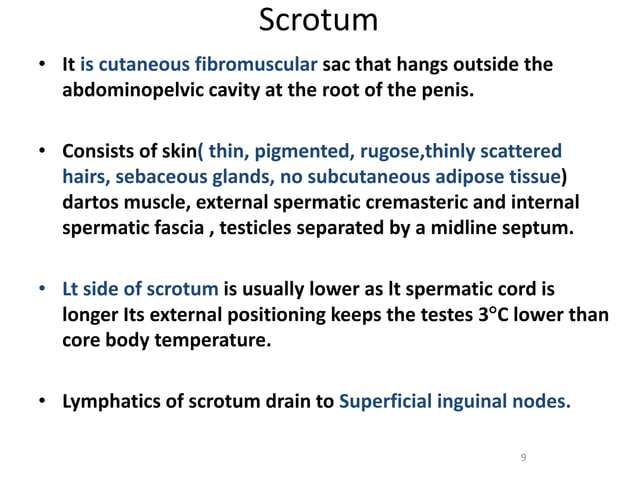 Scrotum
• It is cutaneous fibromuscular sac that hangs outside the
abdominopelvic cavity at the root of the penis.
• Consists of skin( thin, pigmented, rugose,thinly scattered
hairs, sebaceous glands, no subcutaneous adipose tissue)
dartos muscle, external spermatic cremasteric and internal
spermatic fascia , testicles separated by a midline septum.
• Lt side of scrotum is usually lower as lt spermatic cord is
longer Its external positioning keeps the testes 3°C lower than
core body temperature.
• Lymphatics of scrotum drain to Superficial inguinal nodes.
9